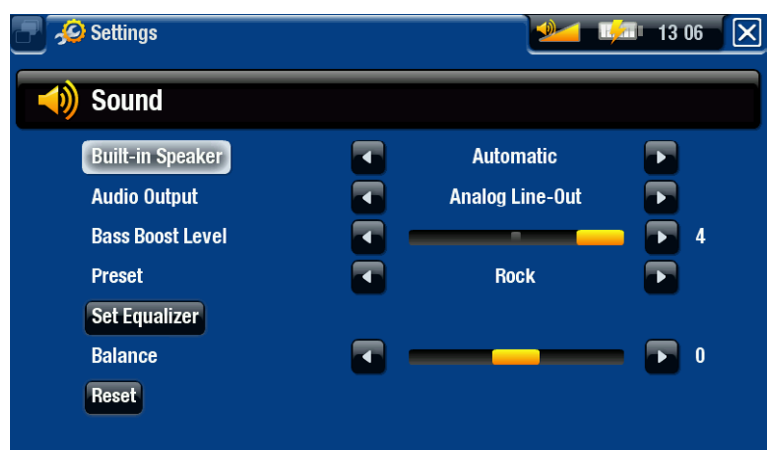 Settings 13 06
Sound
Built-in Speaker Automatic
Audio Output Analog Line-Out
Bass Boost Level 4
Preset Rock
Set Equalizer
Balance 0
Reset